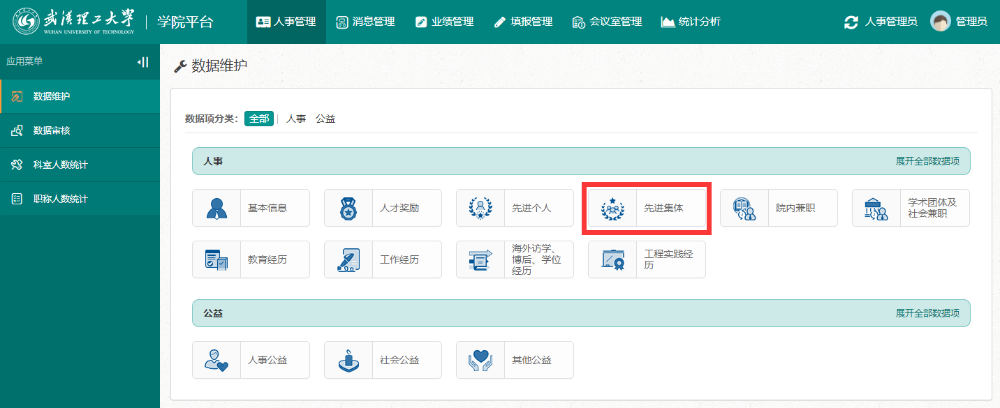 武汉理工大学
WUHAN UNIVERSITY OF TECHNOLOGY
学院平台
人事管理
消息管理
业绩管理
填报管理
会议室管理
统计分析
人事管理员
管理员
应用菜单
数据维护
数据审核
科室人数统计
职称人数统计
数据维护
数据项分类: 全部 | 人事 公益
人事
展开全部数据项
基本信息
人才奖励
先进个人
先进集体
院内兼职
学术团体及
社会兼职
教育经历
工作经历
海外访学、
博后、学位
经历
工程实践经
历
公益
展开全部数据项
人事公益
社会公益
其他公益